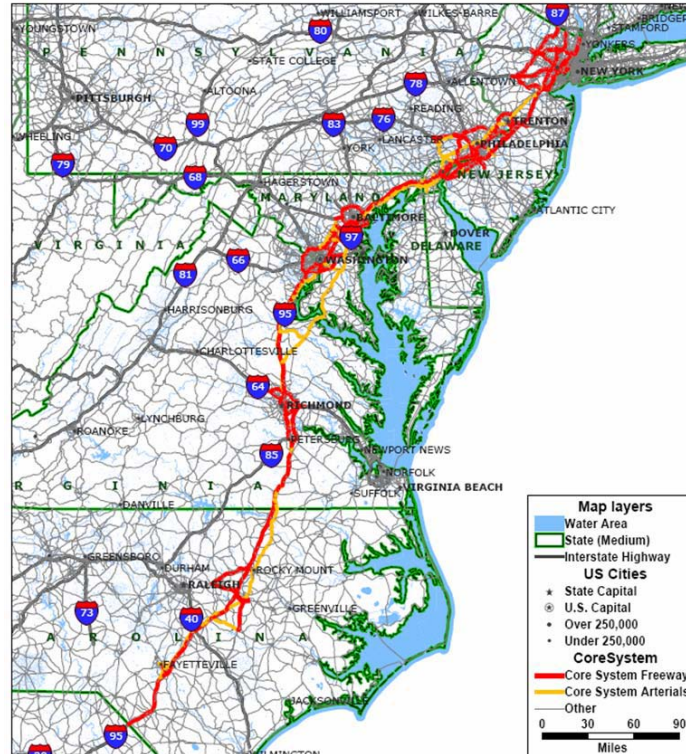 87
WILLIAMSPORT
WILKES-BARRE
YOUNGSTOWN
80
STAMFORD
YONKERS
P E N N S Y L V A N I A
STATE COLLEGE
NEW YORK
78
ALLENTOWN
PITTSBURGH
ALTOONA
READING
99
83
76
TRENTON
WHEELING
70
LANCASTER
PHILADELPHIA
79
YORK
68
NEW JERSEY
HAGERSTOWN
M A R Y L A N D
ATLANTIC CITY
BALTIMORE
97
DOVER
DELAWARE
V I R G I N I A
66
WASHINGTON
81
HARRISONBURG
95
CHARLOTTESVILLE
64
RICHMOND
LYNCHBURG
ROANOKE
PETERSBURG
85
NEWPORT NEWS
NORFOLK
R G I N I A
SUFFOLK
VIRGINIA BEACH
DANVILLE
GREENSBORO
DURHAM
ROCKY MOUNT
RALEIGH
73
40
GREENVILLE
A R O L I N A
FAYETTEVILLE
JACKSONVILLE
95
WILMINGTON
Map layers
Water Area
State (Medium)
Interstate Highway
US Cities
State Capital
U.S. Capital
Over 250,000
Under 250,000
CoreSystem
Core System Freeway
Core System Arterials
Other
0 30 60 90
Miles